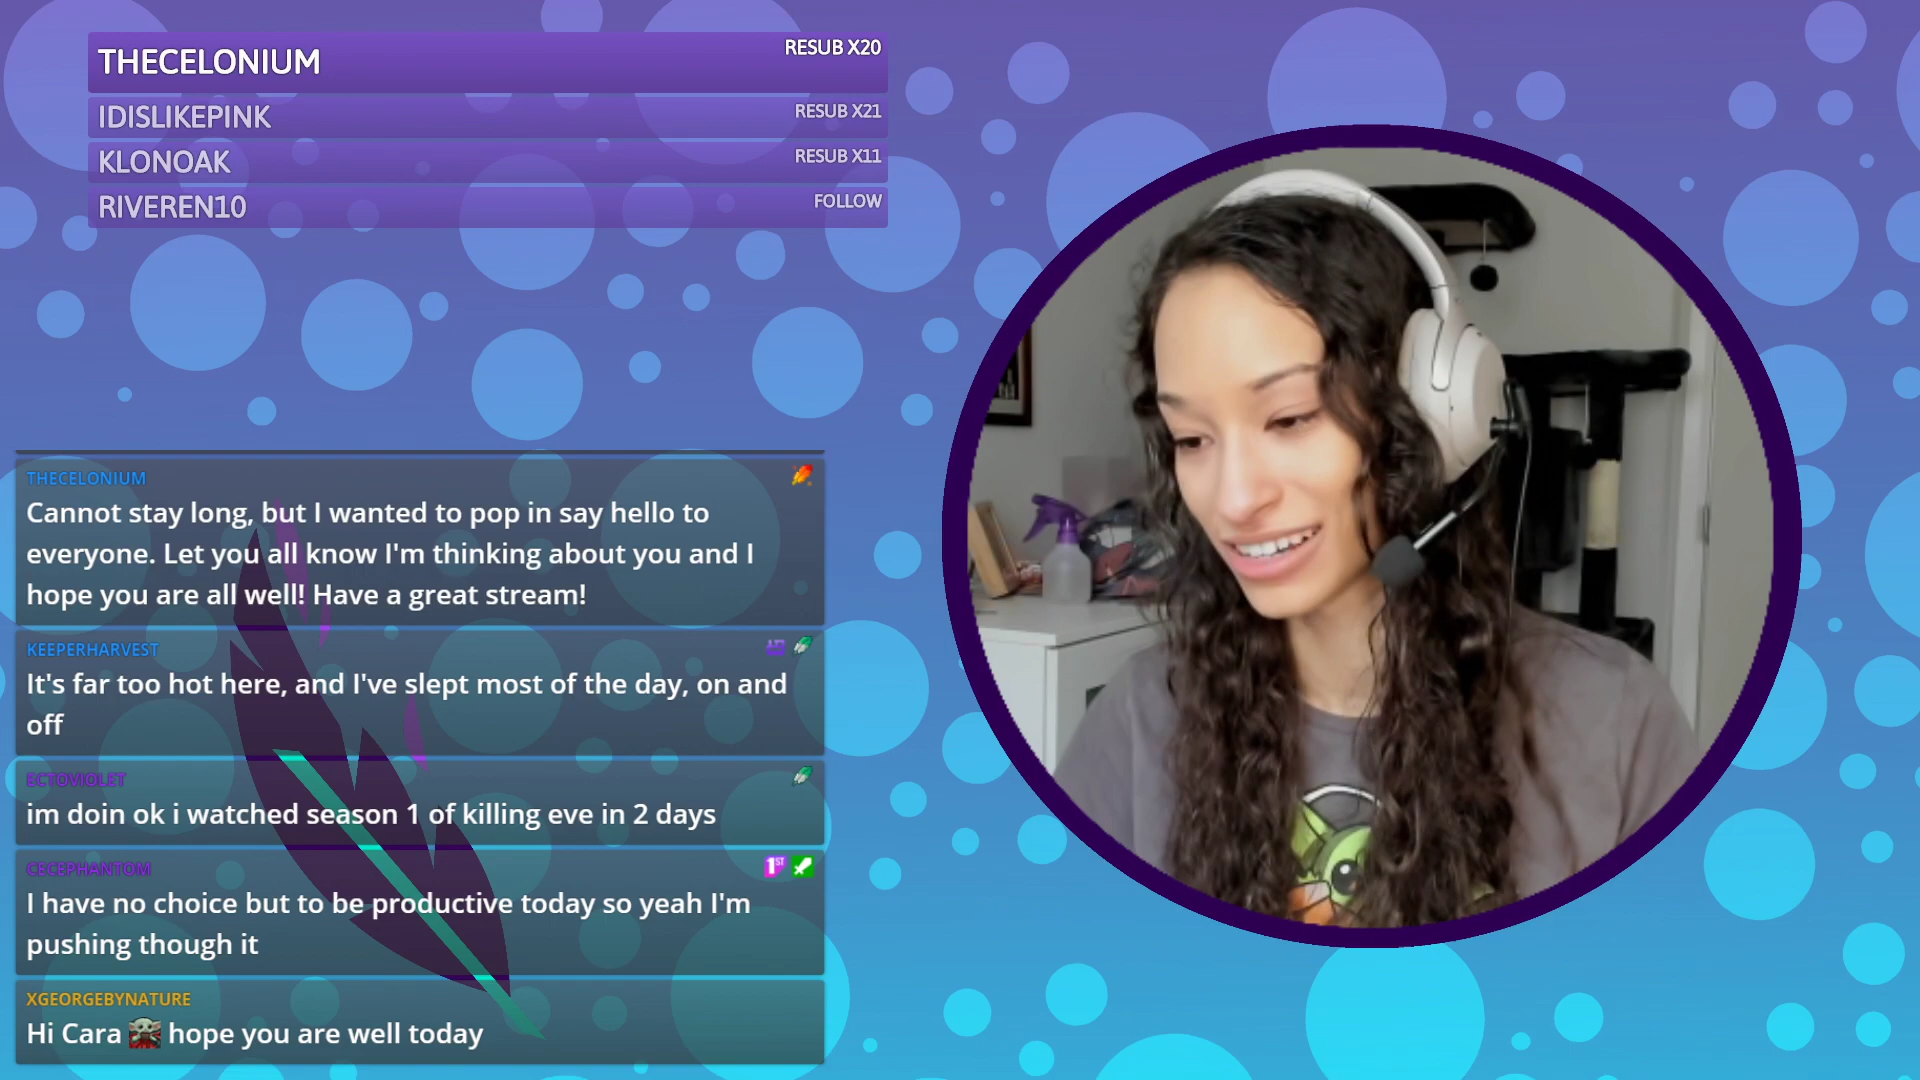 THECELONIUM RESUB X20
IDISLIKEPINK RESUB X21
KLONOAK RESUB X11
RIVEREN10 FOLLOW
THECELONIUM
Cannot stay long, but I wanted to pop in say hello to
everyone. Let you all know I'm thinking about you and I
hope you are all well! Have a great stream!
KEEPERHARVEST
It's far too hot here, and I've slept most of the day, on and
off
ECTOVIOLET
im doin ok i watched season 1 of killing eve in 2 days
CECEPHANTOM 1ST
I have no choice but to be productive today so yeah I'm
pushing though it
XGEORGEBYNATURE
Hi Cara hope you are well today